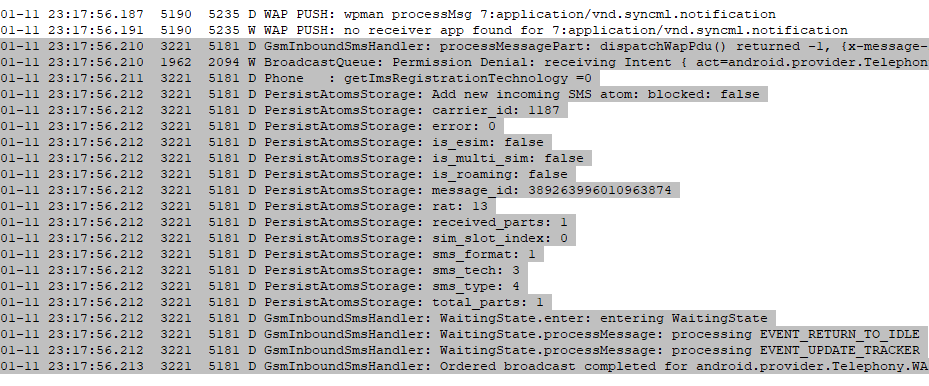 01-11 23:17:56.187 5190 5235 D WAP PUSH: wpman processMsg 7:application/vnd.syncml.notification
01-11 23:17:56.191 5190 5235 W WAP PUSH: no receiver app found for 7:application/vnd.syncml.notification
01-11 23:17:56.210 3221 5181 D GsmInboundSmsHandler: processMessagePart: dispatchWapPdu() returned -1, {x-message-
01-11 23:17:56.210 1962 2094 W BroadcastQueue: Permission Denial: receiving Intent { act=android.provider.Telephon
01-11 23:17:56.211 3221 5181 D Phone : getImsRegistrationTechnology =0
01-11 23:17:56.212 3221 5181 D PersistAtomsStorage: Add new incoming SMS atom: blocked: false
01-11 23:17:56.212 3221 5181 D PersistAtomsStorage: carrier_id: 1187
01-11 23:17:56.212 3221 5181 D PersistAtomsStorage: error: 0
01-11 23:17:56.212 3221 5181 D PersistAtomsStorage: is_esim: false
01-11 23:17:56.212 3221 5181 D PersistAtomsStorage: is_multi_sim: false
01-11 23:17:56.212 3221 5181 D PersistAtomsStorage: is_roaming: false
01-11 23:17:56.212 3221 5181 D PersistAtomsStorage: message_id: 389263996010963874
01-11 23:17:56.212 3221 5181 D PersistAtomsStorage: rat: 13
01-11 23:17:56.212 3221 5181 D PersistAtomsStorage: received_parts: 1
01-11 23:17:56.212 3221 5181 D PersistAtomsStorage: sim_slot_index: 0
01-11 23:17:56.212 3221 5181 D PersistAtomsStorage: sms_format: 1
01-11 23:17:56.212 3221 5181 D PersistAtomsStorage: sms_tech: 3
01-11 23:17:56.212 3221 5181 D PersistAtomsStorage: sms_type: 4
01-11 23:17:56.212 3221 5181 D PersistAtomsStorage: total_parts: 1
01-11 23:17:56.212 3221 5181 D GsmInboundSmsHandler: WaitingState.enter: entering WaitingState
01-11 23:17:56.212 3221 5181 D GsmInboundSmsHandler: WaitingState.processMessage: processing EVENT_RETURN_TO_IDLE
01-11 23:17:56.212 3221 5181 D GsmInboundSmsHandler: WaitingState.processMessage: processing EVENT_UPDATE_TRACKER
01-11 23:17:56.213 3221 5181 D GsmInboundSmsHandler: Ordered broadcast completed for android.provider.Telephony.WA